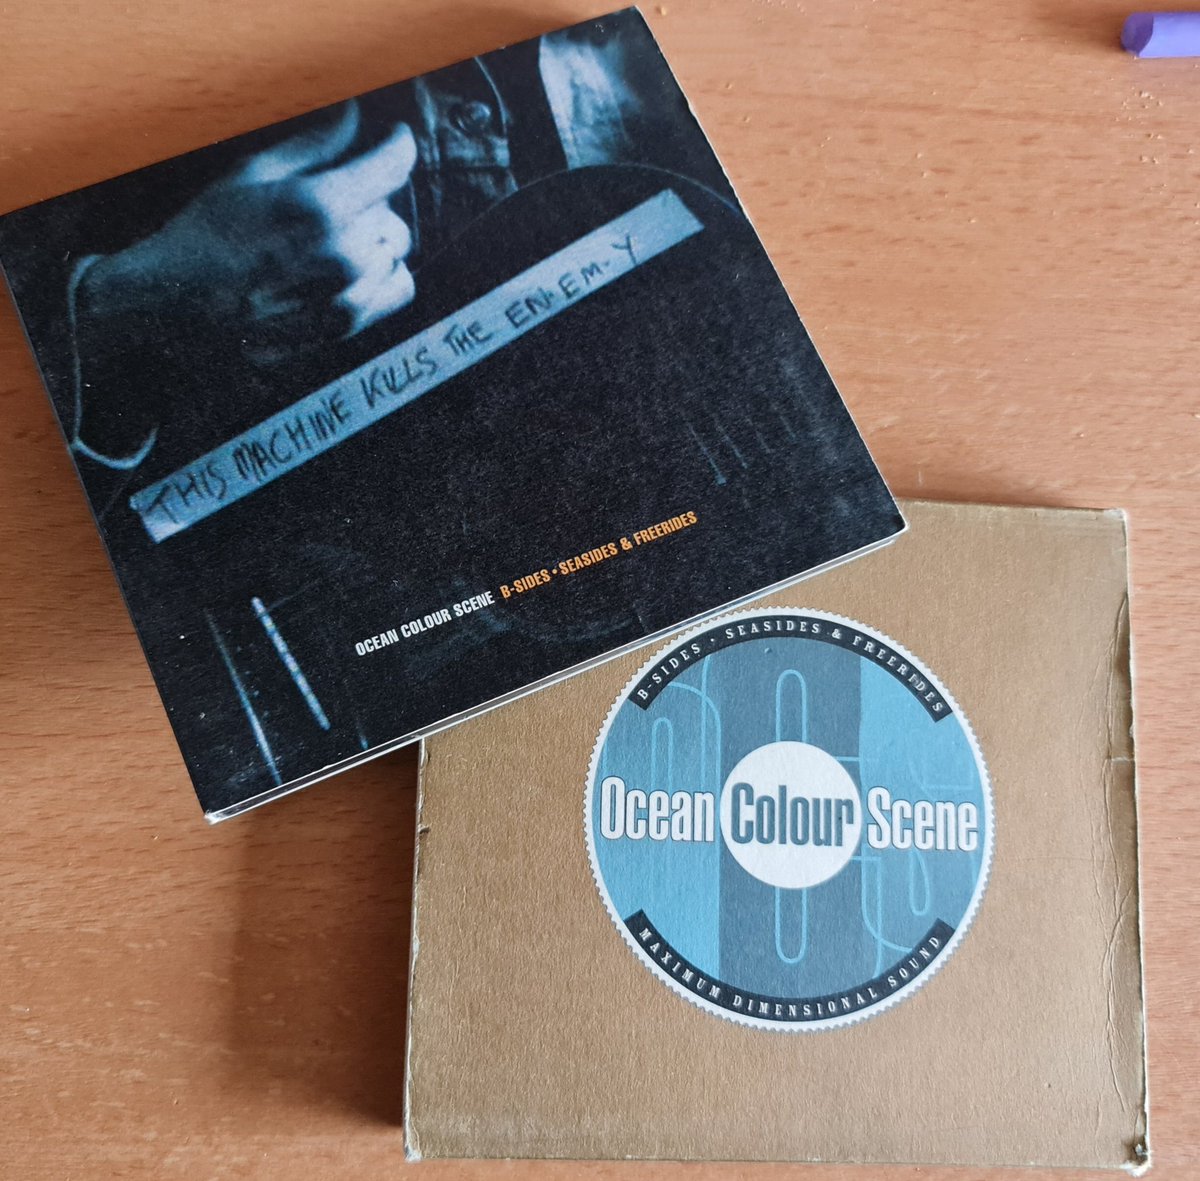 THIS MACHINE KILLS THE EN·EM·Y
OCEAN COLOUR SCENE B-SIDES • SEASIDES & FREERIDES
B-SIDES · SEASIDES & FREERIDES
Ocean Colour Scene
MAXIMUM DIMENSIONAL SOUND